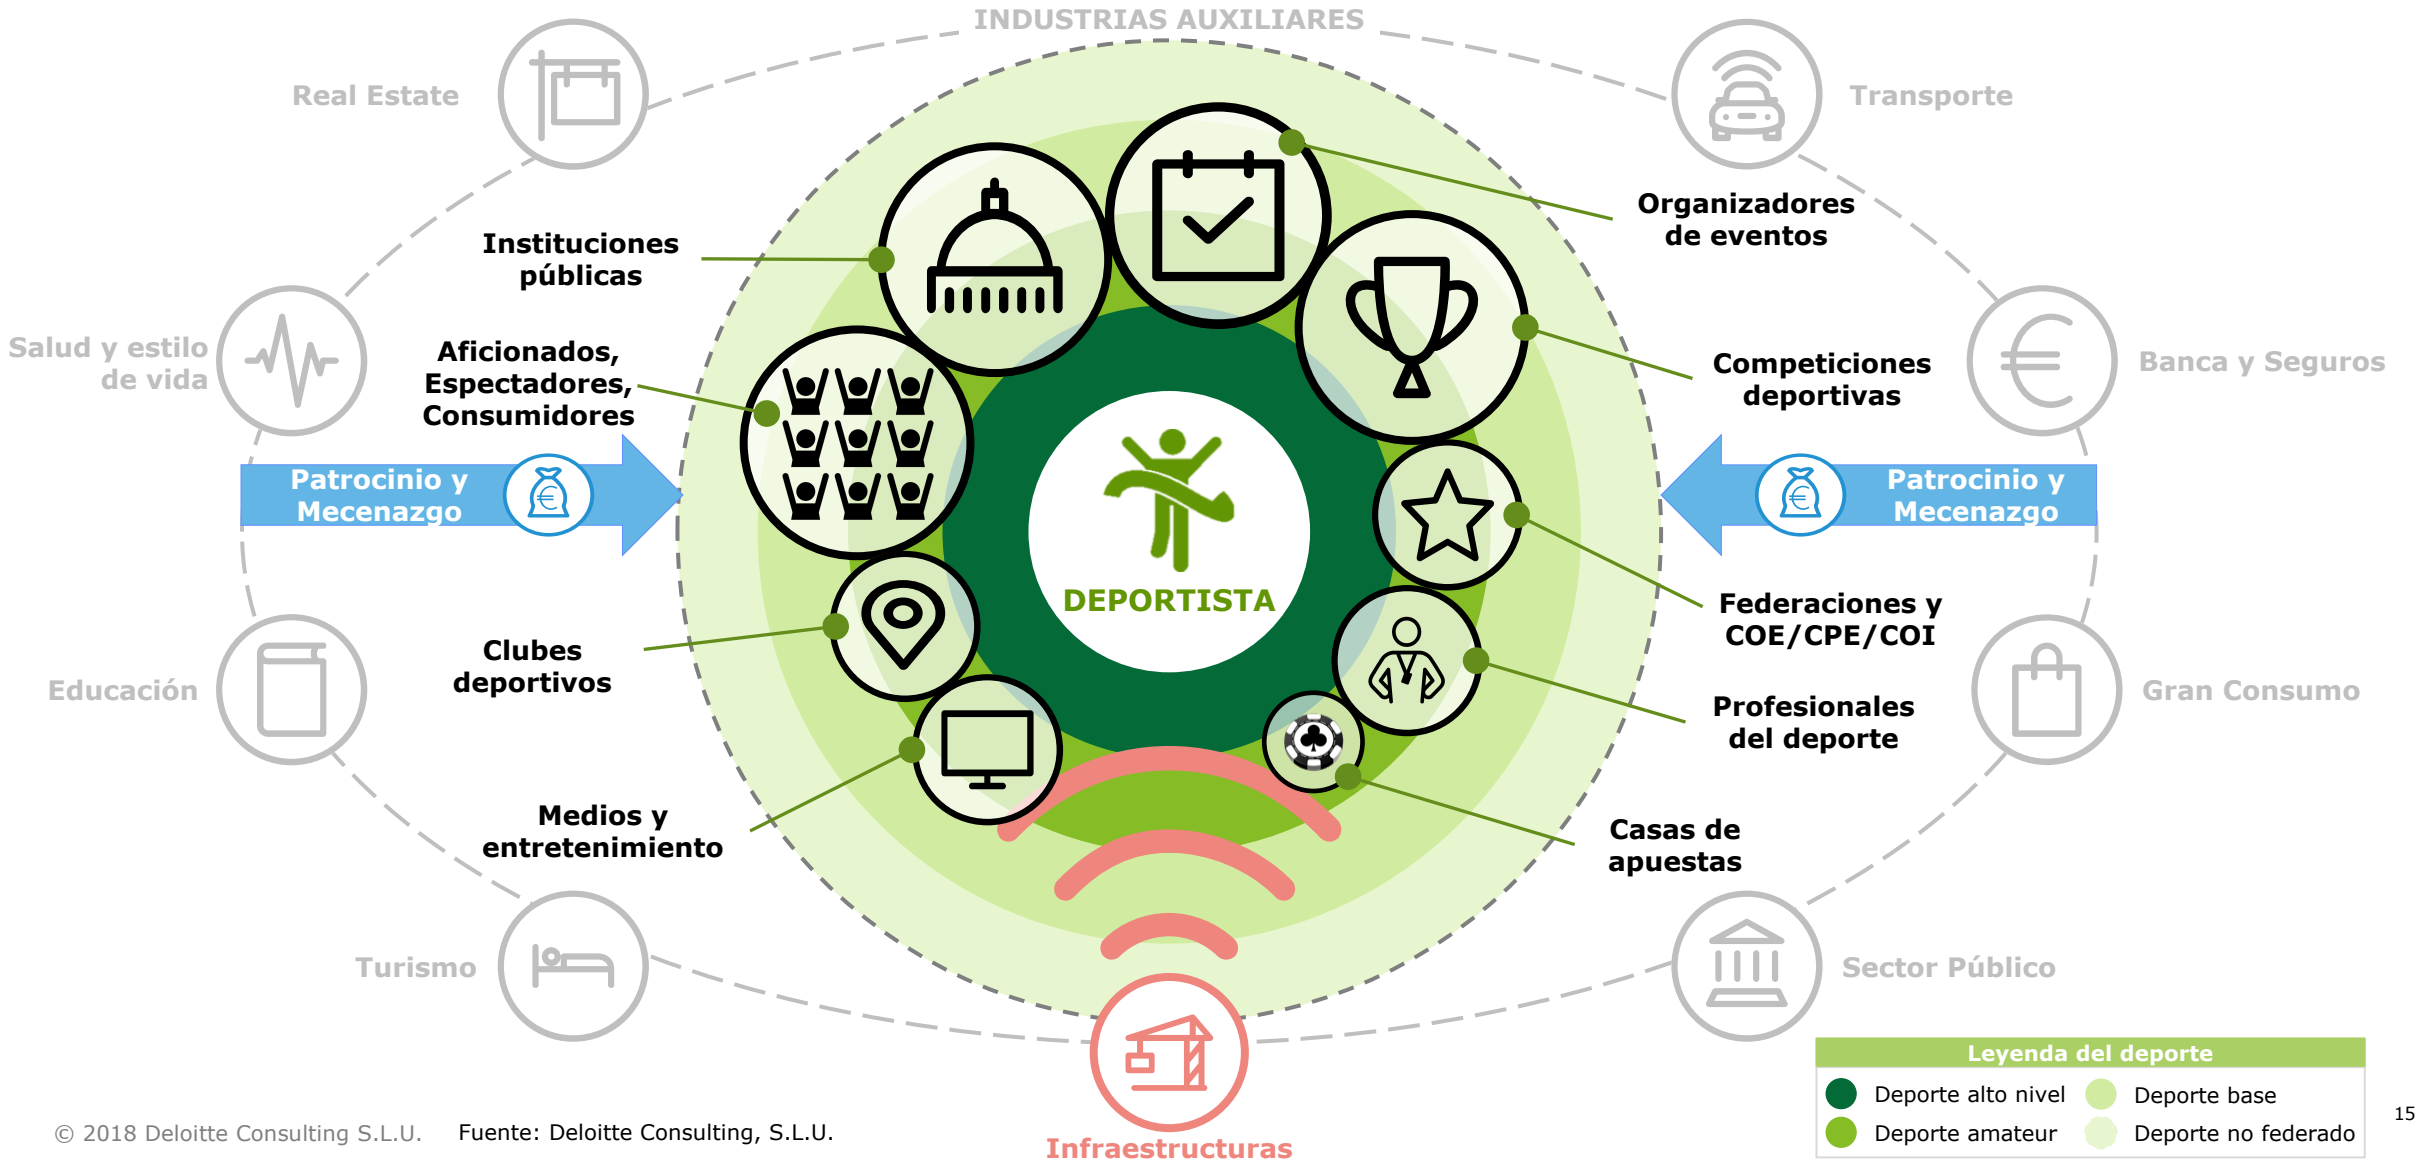 INDUSTRIAS AUXILIARES
Real Estate
Transporte
Organizadores
de eventos
Instituciones
públicas
Salud y estilo
de vida
Aficionados,
Espectadores,
Consumidores
Competiciones
deportivas
Banca y Seguros
Patrocinio y
Mecenazgo
Patrocinio y
Mecenazgo
DEPORTISTA
Federaciones y
COE/CPE/COI
Clubes
deportivos
Educación
Gran Consumo
Profesionales
del deporte
Medios y
entretenimiento
Casas de
apuestas
Turismo
Sector Público
Infraestructuras
Leyenda del deporte
Deporte alto nivel
Deporte base
Deporte amateur
Deporte no federado
© 2018 Deloitte Consulting S.L.U.
Fuente: Deloitte Consulting, S.L.U.
15